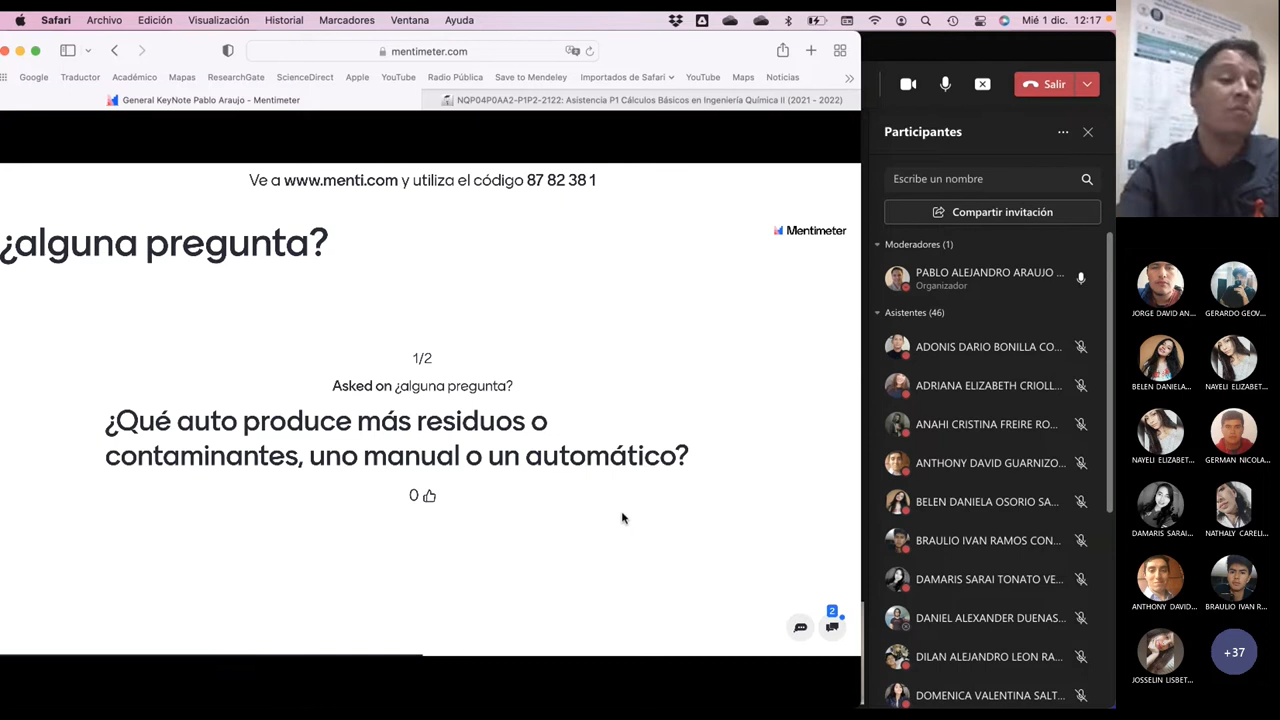 Safari Archivo Edición Visualización Historial Marcadores Ventana Ayuda Mié 1 dic. 12:17
mentimeter.com
Google Traductor Académico Mapas ResearchGate ScienceDirect Apple YouTube Radio Pública Save to Mendeley Importados de Safari YouTube Maps Noticias
General KeyNote Pablo Araujo - Mentimeter
NQP04P0AA2-P1P2-2122: Asistencia P1 Cálculos Básicos en Ingeniería Química II (2021 - 2022)
Ve a www.menti.com y utiliza el código 87 82 38 1
¿alguna pregunta?
Mentimeter
1/2
Asked on ¿alguna pregunta?
¿Qué auto produce más residuos o
contaminantes, uno manual o un automático?
0
2
Salir
Participantes
Escribe un nombre
Compartir invitación
Moderadores (1)
PABLO ALEJANDRO ARAUJO ...
Organizador
Asistentes (46)
ADONIS DARIO BONILLA CO...
ADRIANA ELIZABETH CRIOLL...
ANAHI CRISTINA FREIRE RO...
ANTHONY DAVID GUARNIZO...
BELEN DANIELA OSORIO SA...
BRAULIO IVAN RAMOS CON...
DAMARIS SARAI TONATO VE...
DANIEL ALEXANDER DUENAS...
DILAN ALEJANDRO LEON RA...
DOMENICA VALENTINA SALT...
JORGE DAVID AN... GERARDO GEOV...
BELEN DANIELA... NAYELI ELIZABET...
NAYELI ELIZABET... GERMAN NICOLA...
DAMARIS SARAI... NATHALY CARELI...
ANTHONY DAVID... BRAULIO IVAN R...
JOSSELIN LISBET... +37